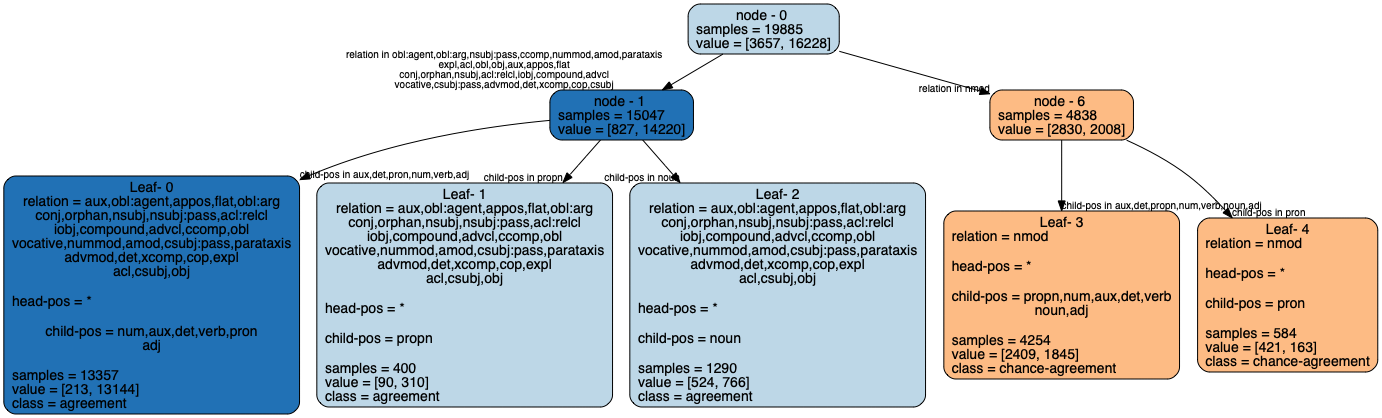 node - 0
samples = 19885
value = [3657, 16228]
relation in obl:agent,obl:arg,nsubj:pass,ccomp,nummod,amod,parataxis
expl,acl,obl,obj,aux,appos,flat
conj,orphan,nsubj,acl:relcl,iobj,compound,advcl
vocative,csubj:pass,advmod,det,xcomp,cop,csubj
relation in nmod
node - 1
samples = 15047
value = [827, 14220]
node - 6
samples = 4838
value = [2830, 2008]
child-pos in aux,det,pron,num,verb,adj
child-pos in propn
child-pos in noun
child-pos in aux,det,propn,num,verb,noun,adj
child-pos in pron
Leaf- 0
relation = aux,obl:agent,appos,flat,obl:arg
conj,orphan,nsubj,nsubj:pass,acl:relcl
iobj,compound,advcl,ccomp,obl
vocative,nummod,amod,csubj:pass,parataxis
advmod,det,xcomp,cop,expl
acl,csubj,obj
head-pos = *
child-pos = num,aux,det,verb,pron
adj
samples = 13357
value = [213, 13144]
class = agreement
Leaf- 1
relation = aux,obl:agent,appos,flat,obl:arg
conj,orphan,nsubj,nsubj:pass,acl:relcl
iobj,compound,advcl,ccomp,obl
vocative,nummod,amod,csubj:pass,parataxis
advmod,det,xcomp,cop,expl
acl,csubj,obj
head-pos = *
child-pos = propn
samples = 400
value = [90, 310]
class = agreement
Leaf- 2
relation = aux,obl:agent,appos,flat,obl:arg
conj,orphan,nsubj,nsubj:pass,acl:relcl
iobj,compound,advcl,ccomp,obl
vocative,nummod,amod,csubj:pass,parataxis
advmod,det,xcomp,cop,expl
acl,csubj,obj
head-pos = *
child-pos = noun
samples = 1290
value = [524, 766]
class = agreement
Leaf- 3
relation = nmod
head-pos = *
child-pos = propn,num,aux,det,verb
noun,adj
samples = 4254
value = [2409, 1845]
class = chance-agreement
Leaf- 4
relation = nmod
head-pos = *
child-pos = pron
samples = 584
value = [421, 163]
class = chance-agreement